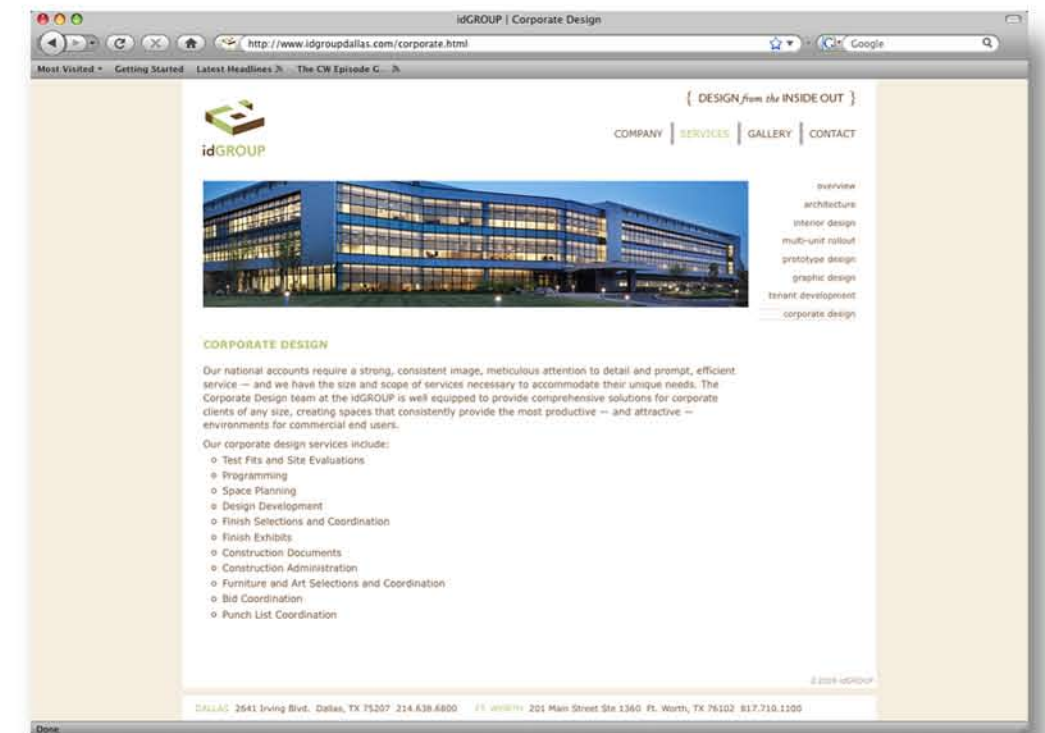 idGROUP | Corporate Design
http://www.idgroupdallas.com/corporate.html
Google
Most Visited Getting Started Latest Headlines The CW Episode G...
{ DESIGN from the INSIDE OUT }
COMPANY SERVICES GALLERY CONTACT
idGROUP
overview
architecture
interior design
multi-unit rollout
prototype design
graphic design
tenant development
corporate design
CORPORATE DESIGN
Our national accounts require a strong, consistent image, meticulous attention to detail and prompt, efficient
service — and we have the size and scope of services necessary to accommodate their unique needs. The
Corporate Design team at the idGROUP is well equipped to provide comprehensive solutions for corporate
clients of any size, creating spaces that consistently provide the most productive — and attractive —
environments for commercial end users.
Our corporate design services include:
Test Fits and Site Evaluations
Programming
Space Planning
Design Development
Finish Selections and Coordination
Finish Exhibits
Construction Documents
Construction Administration
Furniture and Art Selections and Coordination
Bid Coordination
Punch List Coordination
© idGROUP
DALLAS 2641 Irving Blvd. Dallas, TX 75207 214.638.6800 FT. WORTH 201 Main Street Ste 1360 Ft. Worth, TX 76102 817.710.1100
Done